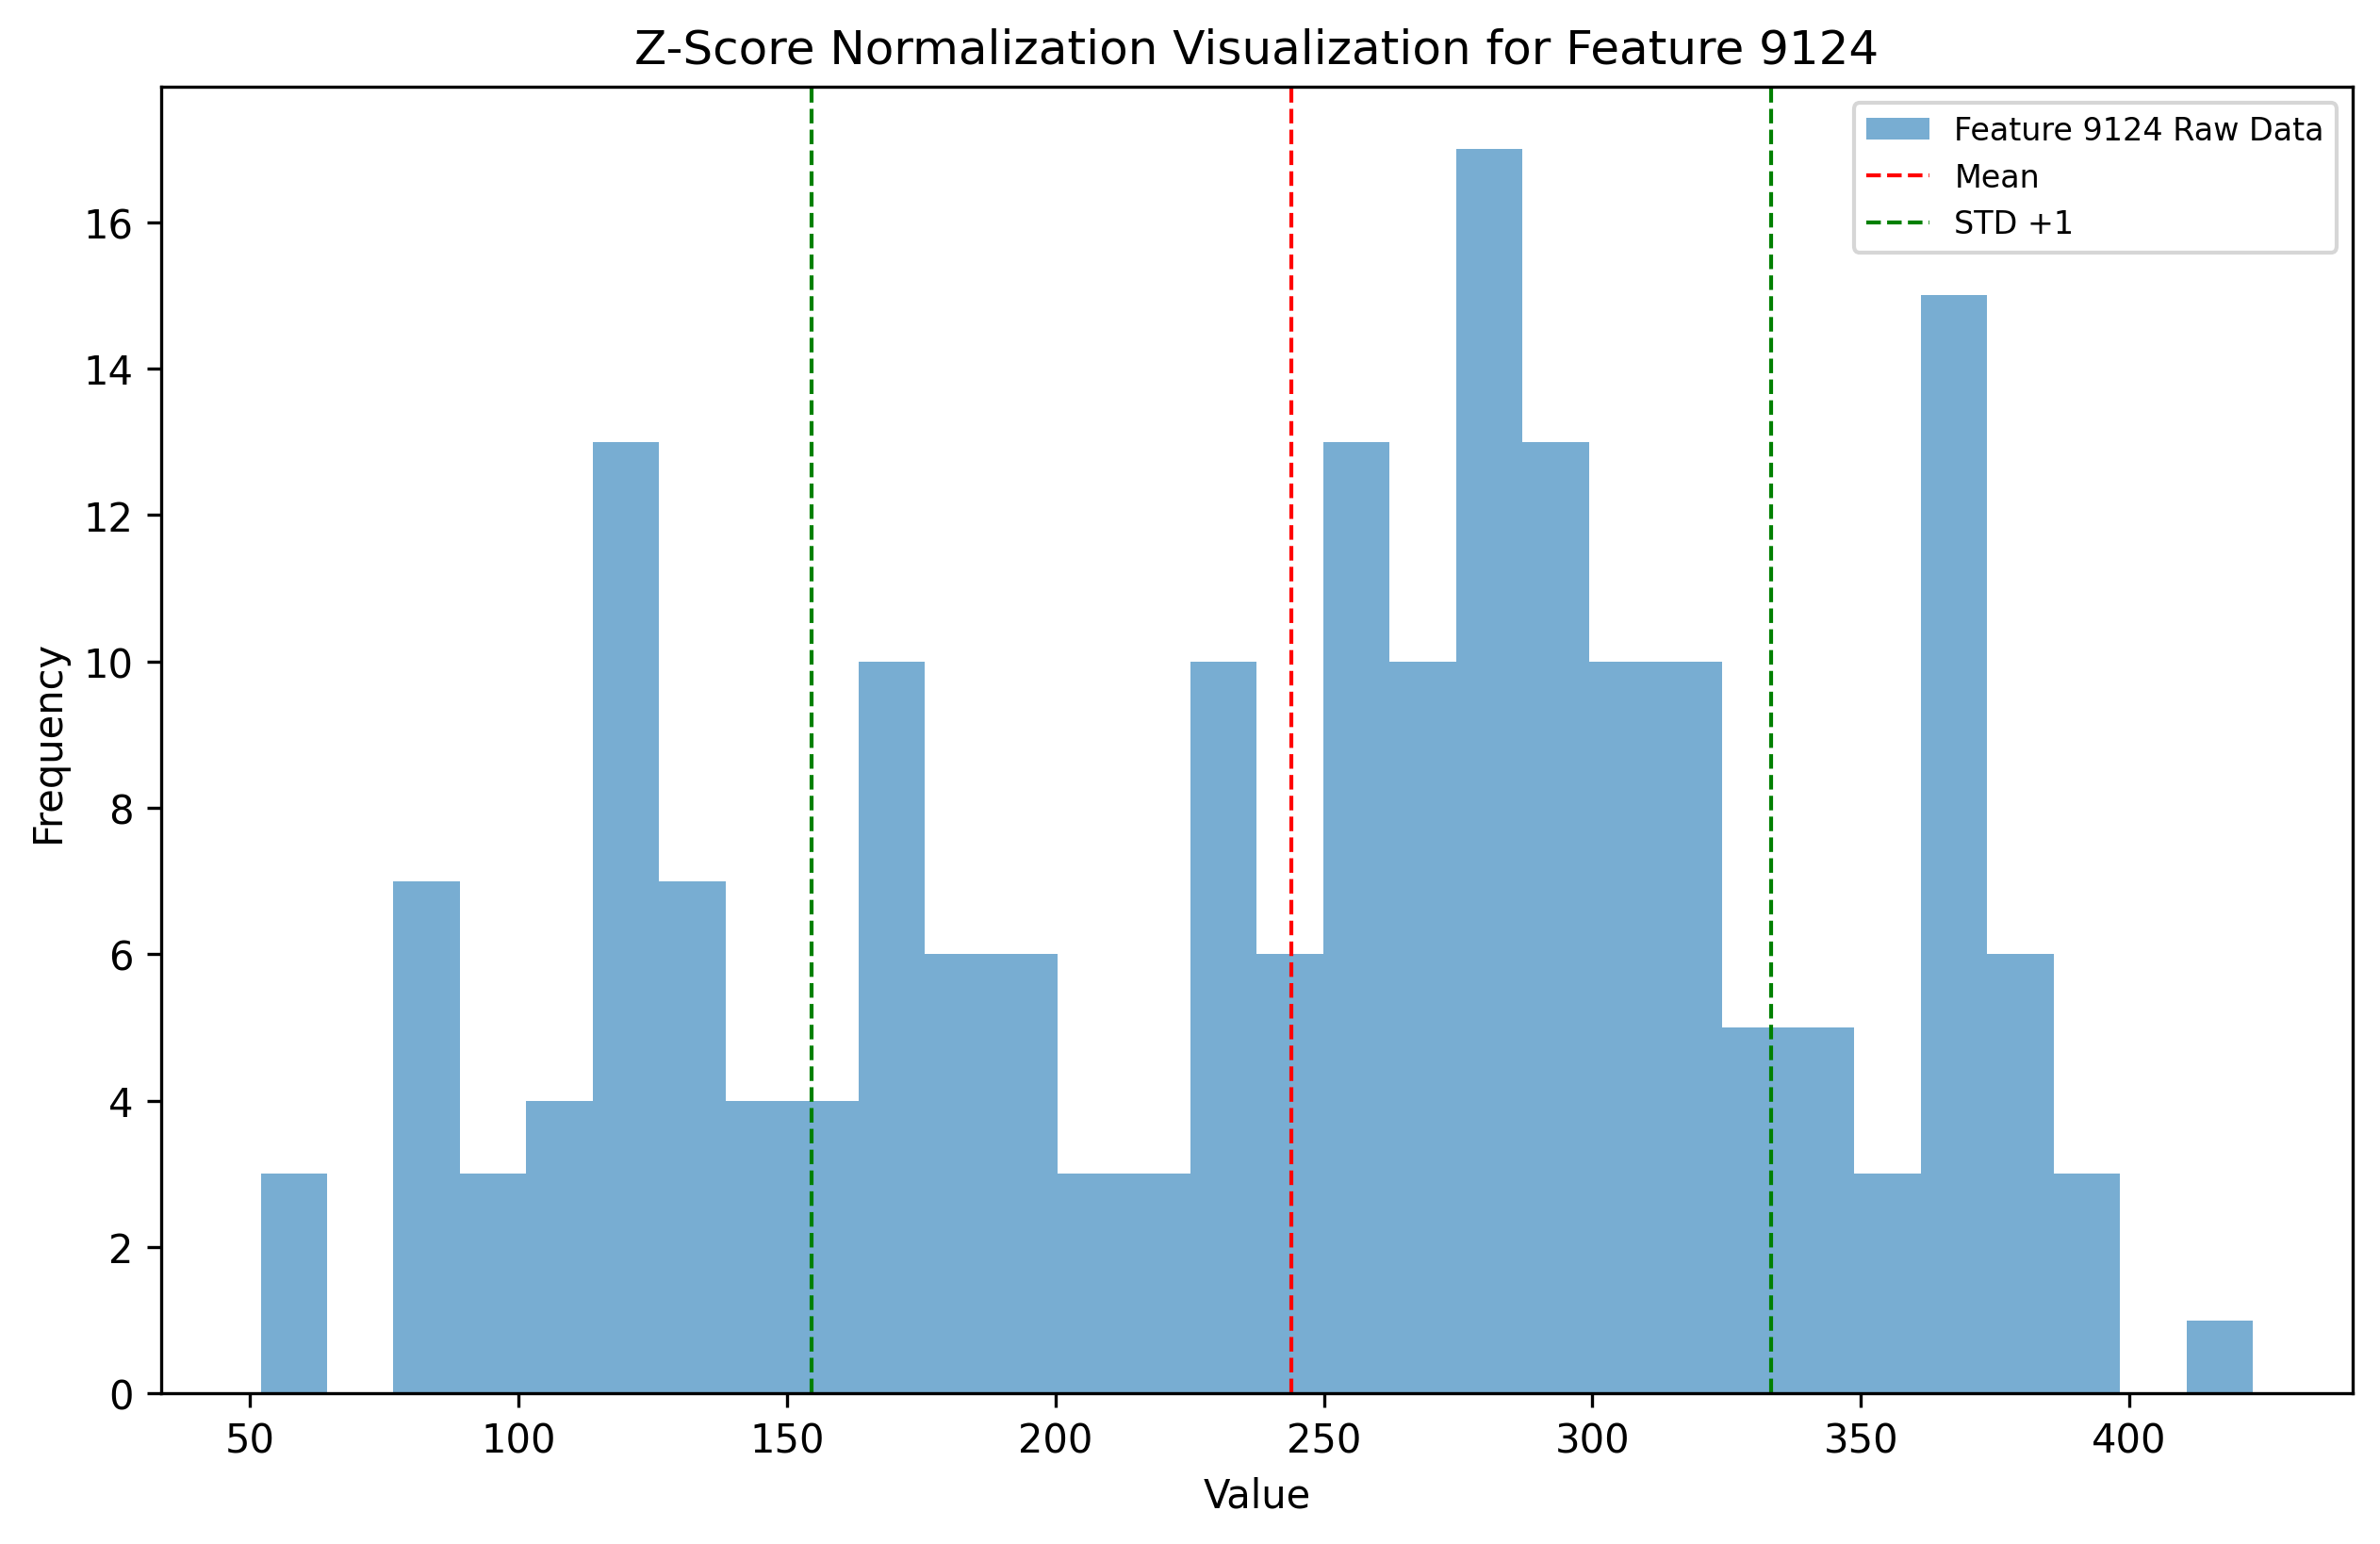 Z-Score Normalization Visualization for Feature 9124
Feature 9124 Raw Data
Mean
STD +1
16
14
12
10
8
6
4
2
0
Frequency
50 100 150 200 250 300 350 400
Value